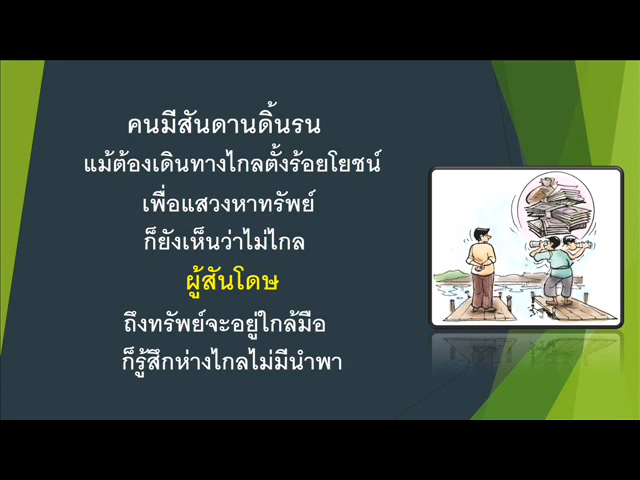 คนมีสันดานดิ้นรน
แม้ต้องเดินทางไกลตั้งร้อยโยชน์
เพื่อแสวงหาทรัพย์
ก็ยังเห็นว่าไม่ไกล
ผู้สันโดษ
ถึงทรัพย์จะอยู่ใกล้มือ
ก็รู้สึกห่างไกลไม่มีนำพา